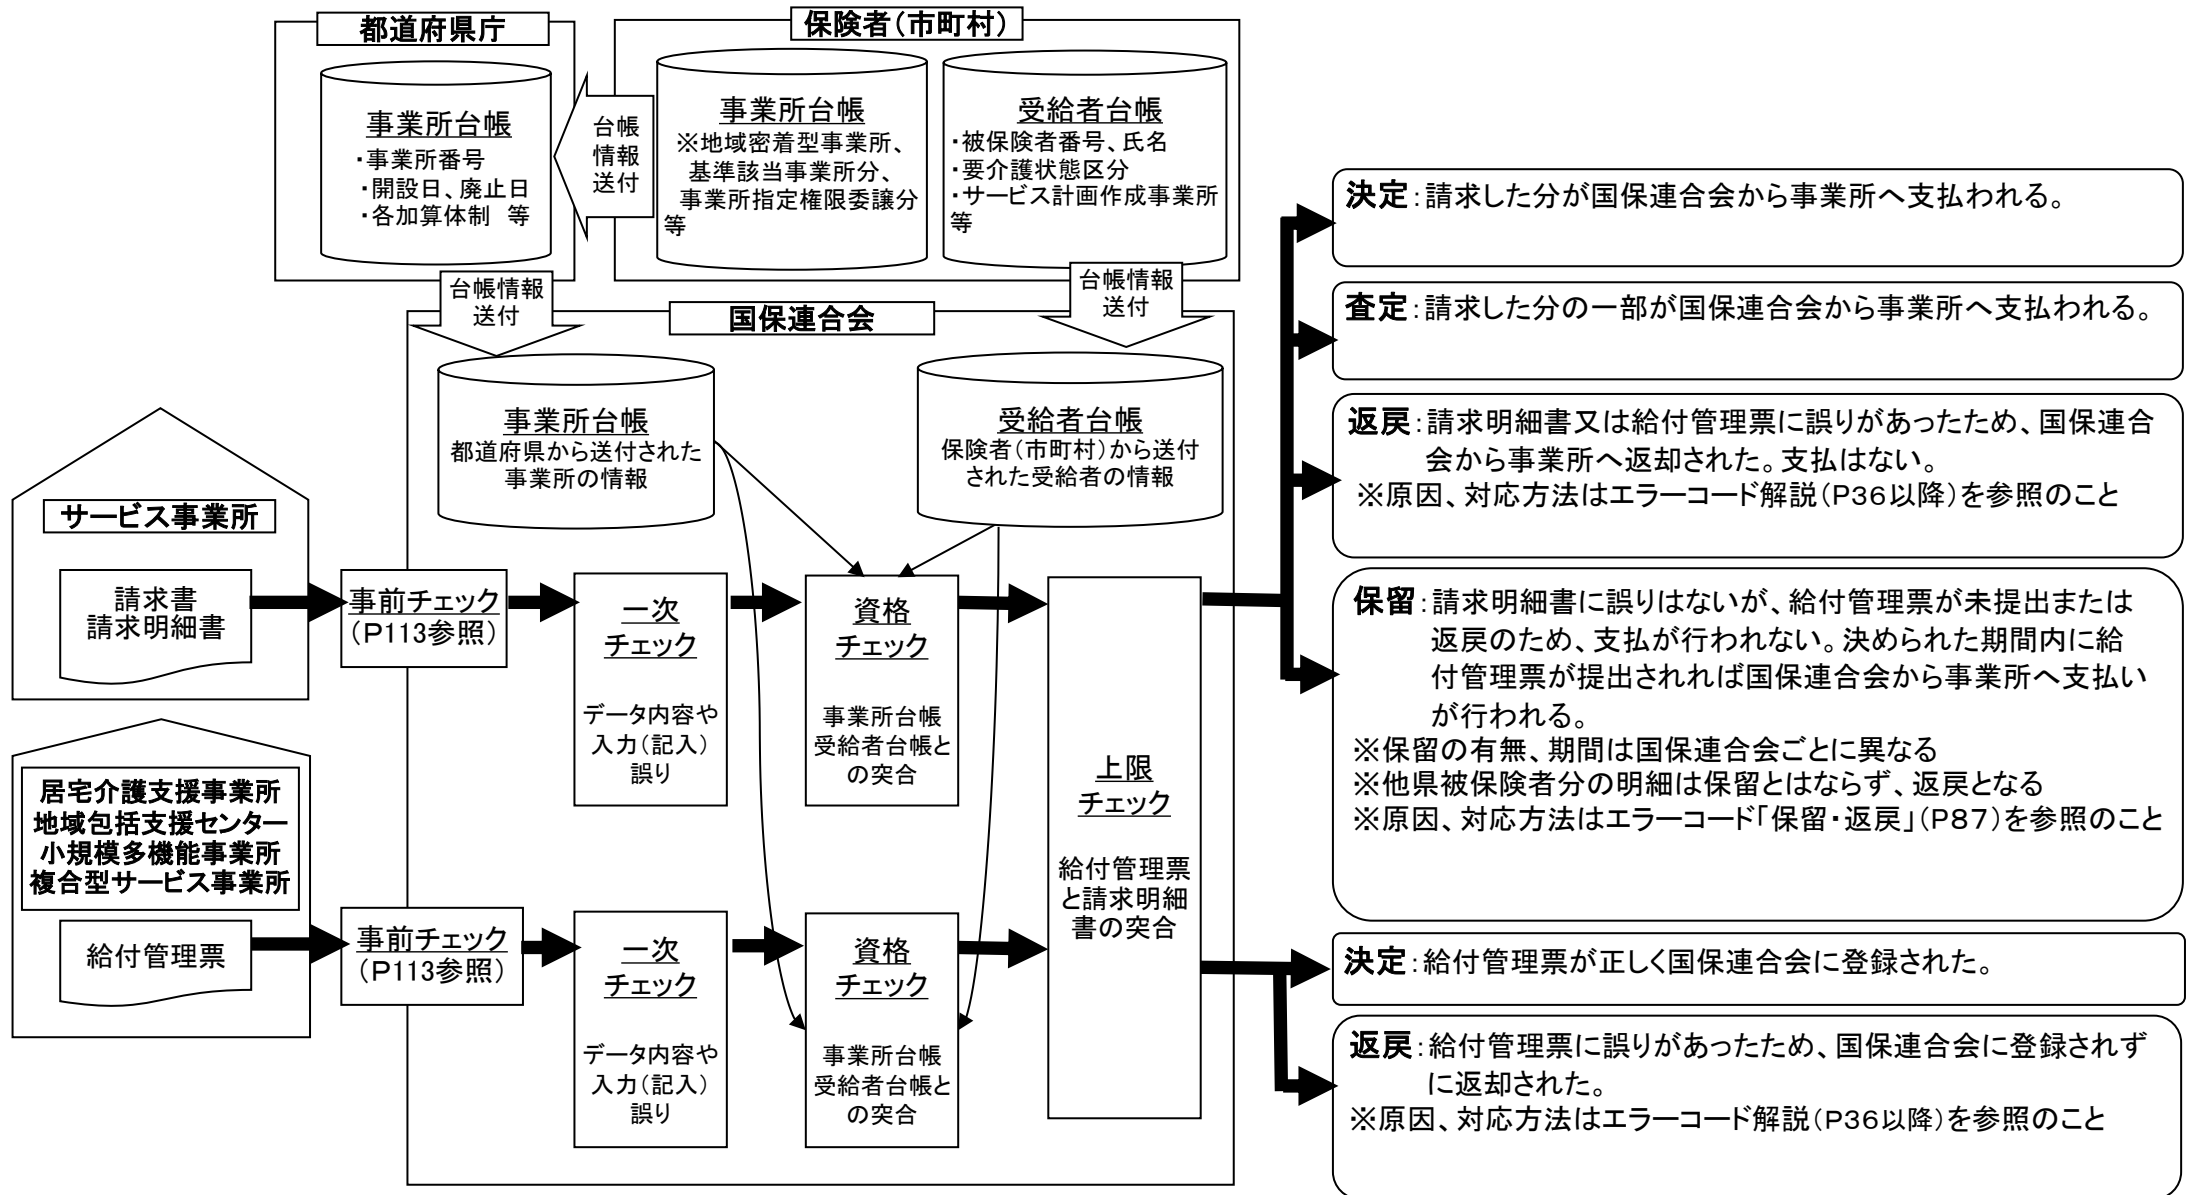 都道府県庁
事業所台帳
・事業所番号
・開設日、廃止日
・各加算体制　等
台帳
情報
送付
保険者（市町村）
事業所台帳
※地域密着型事業所、
基準該当事業所分、
事業所指定権限委譲分
等
受給者台帳
・被保険者番号、氏名
・要介護状態区分
・サービス計画作成事業所
等
台帳情報
送付
台帳情報
送付
国保連合会
事業所台帳
都道府県から送付された
事業所の情報
受給者台帳
保険者（市町村）から送付
された受給者の情報
サービス事業所
請求書
請求明細書
事前チェック
（P113参照）
一次
チェック
データ内容や
入力（記入）
誤り
資格
チェック
事業所台帳
受給者台帳と
の突合
居宅介護支援事業所
地域包括支援センター
小規模多機能事業所
複合型サービス事業所
給付管理票
事前チェック
（P113参照）
一次
チェック
データ内容や
入力（記入）
誤り
資格
チェック
事業所台帳
受給者台帳と
の突合
上限
チェック
給付管理票
と請求明細
書の突合
決定：請求した分が国保連合会から事業所へ支払われる。
査定：請求した分の一部が国保連合会から事業所へ支払われる。
返戻：請求明細書又は給付管理票に誤りがあったため、国保連合
会から事業所へ返却された。支払はない。
※原因、対応方法はエラーコード解説（P36以降）を参照のこと
保留：請求明細書に誤りはないが、給付管理票が未提出または
返戻のため、支払が行われない。決められた期間内に給
付管理票が提出されれば国保連合会から事業所へ支払い
が行われる。
※保留の有無、期間は国保連合会ごとに異なる
※他県被保険者分の明細は保留とはならず、返戻となる
※原因、対応方法はエラーコード「保留・返戻」（P87）を参照のこと
決定：給付管理票が正しく国保連合会に登録された。
返戻：給付管理票に誤りがあったため、国保連合会に登録されず
に返却された。
※原因、対応方法はエラーコード解説（P36以降）を参照のこと